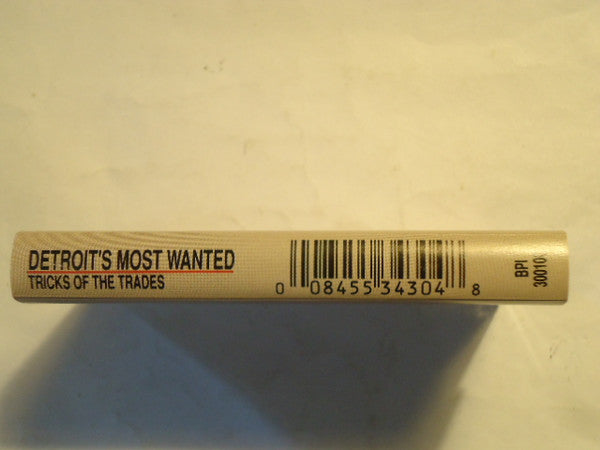 DETROIT'S MOST WANTED
TRICKS OF THE TRADES
0 08455 34304 8
BPI
30010